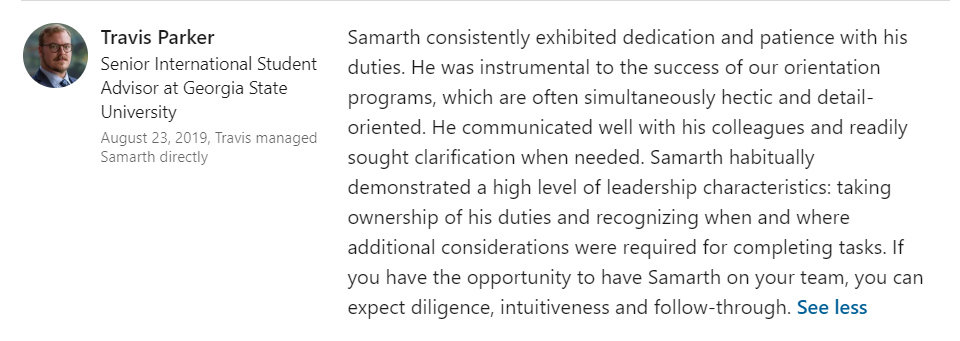 Travis Parker
Senior International Student
Advisor at Georgia State
University
August 23, 2019, Travis managed
Samarth directly
Samarth consistently exhibited dedication and patience with his
duties. He was instrumental to the success of our orientation
programs, which are often simultaneously hectic and detail-
oriented. He communicated well with his colleagues and readily
sought clarification when needed. Samarth habitually
demonstrated a high level of leadership characteristics: taking
ownership of his duties and recognizing when and where
additional considerations were required for completing tasks. If
you have the opportunity to have Samarth on your team, you can
expect diligence, intuitiveness and follow-through. See less